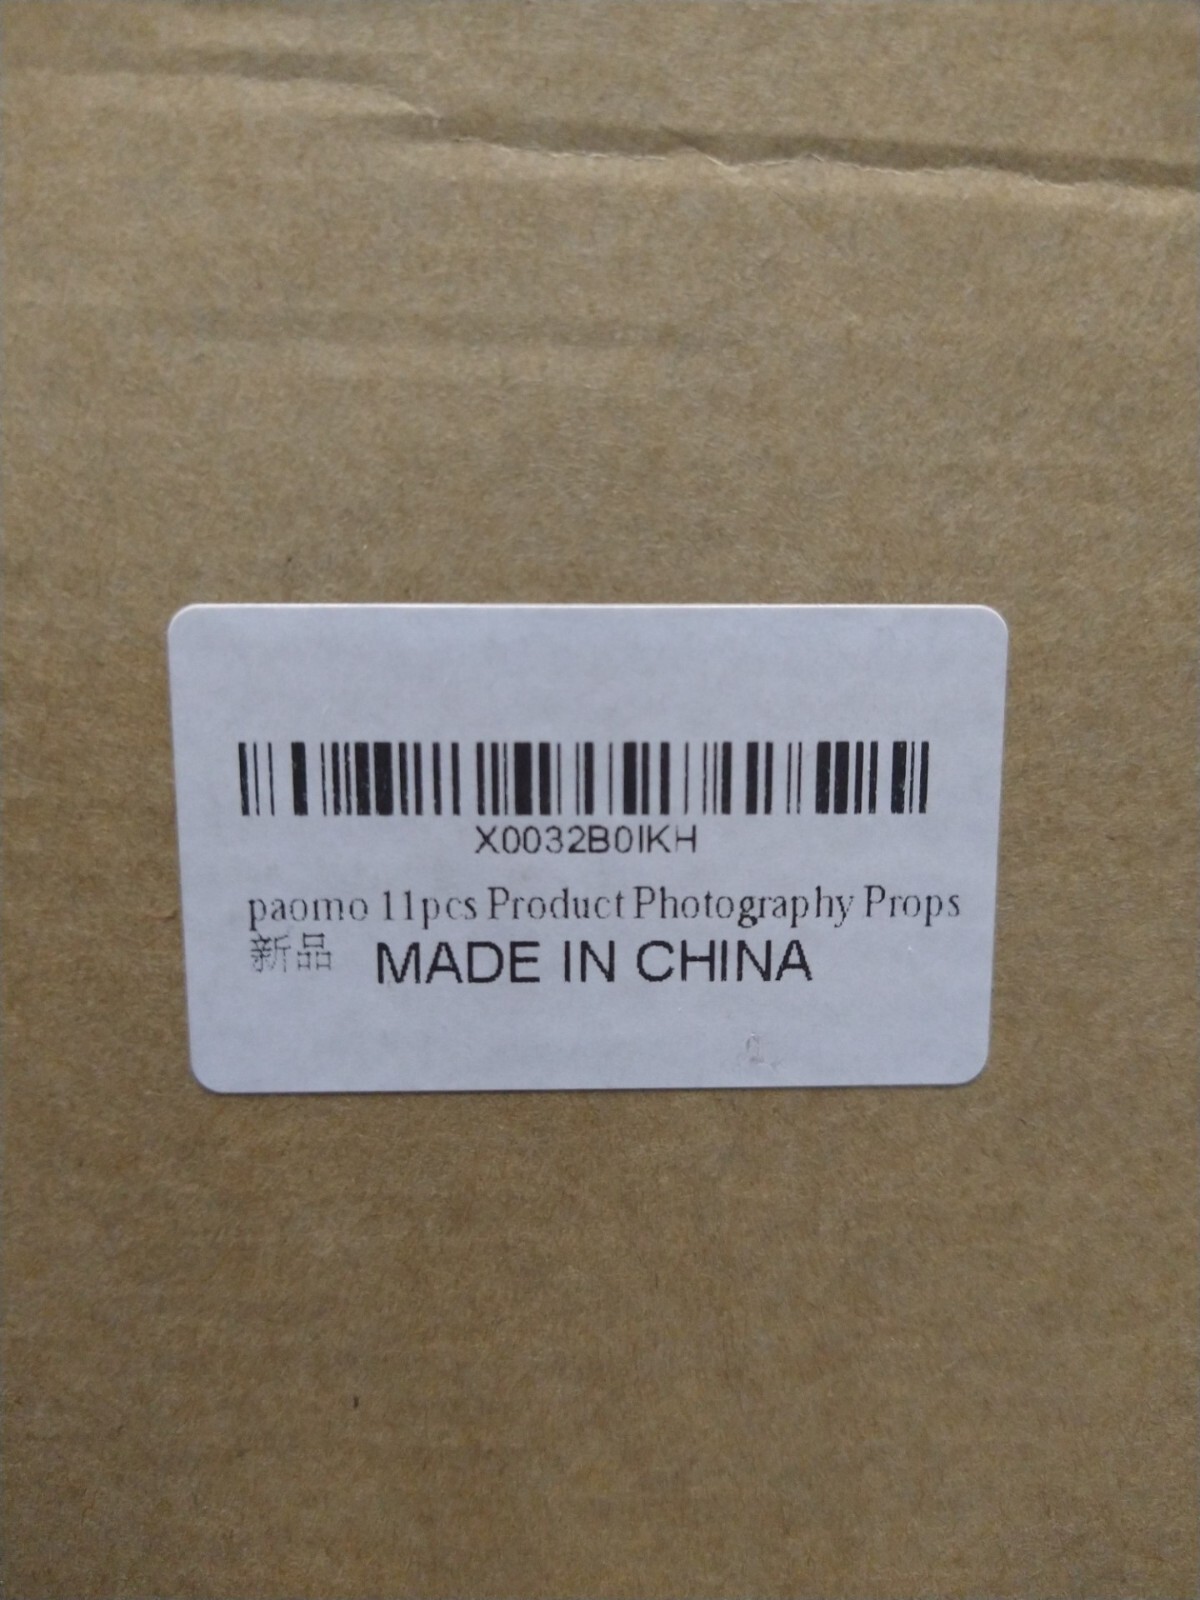 X0032B0IKH
paomo 11pcs Product Photography Props
新品 MADE IN CHINA